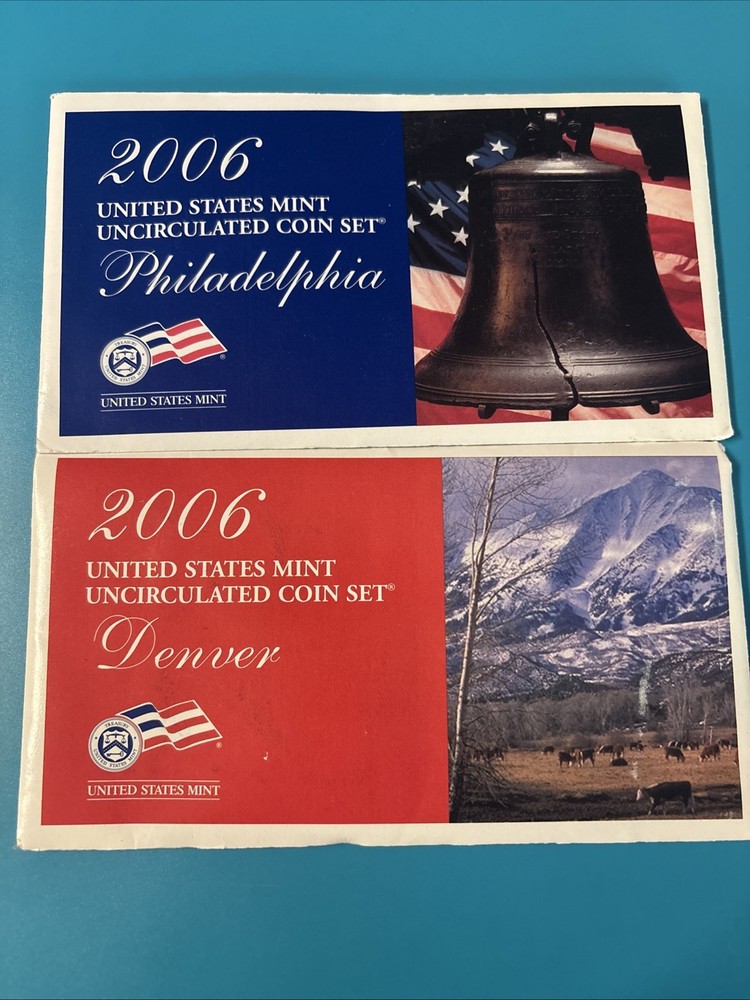 2006
UNITED STATES MINT
UNCIRCULATED COIN SET®
Philadelphia
UNITED STATES MINT
2006
UNITED STATES MINT
UNCIRCULATED COIN SET®
Denver
UNITED STATES MINT